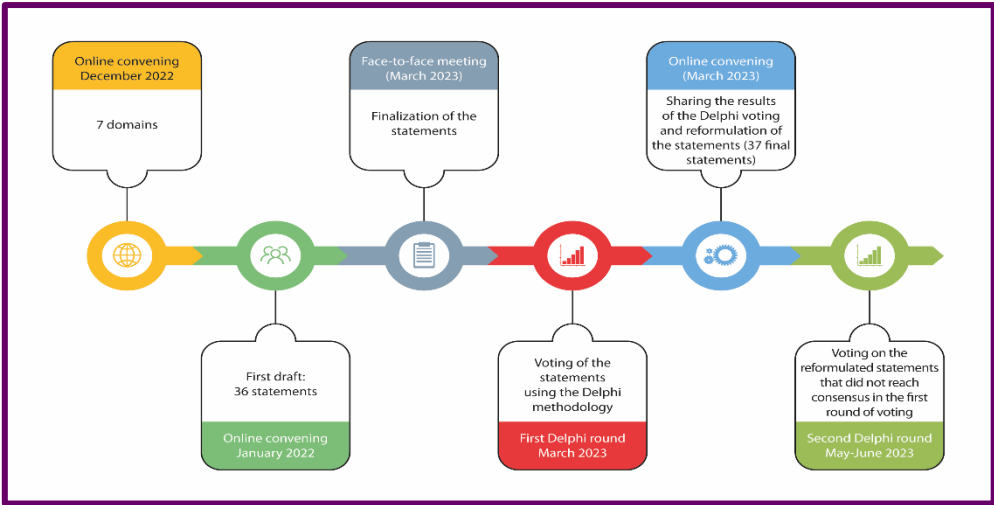 Online convening
December 2022
7 domains
Face-to-face meeting
(March 2023)
Finalization of the
statements
Online convening
(March 2023)
Sharing the results
of the Delphi voting
and reformulation of
the statements (37 final
statements)
First draft:
36 statements
Online convening
January 2022
Voting of the
statements
using the Delphi
methodology
First Delphi round
March 2023
Voting on the
reformulated statements
that did not reach
consensus in the first
round of voting
Second Delphi round
May-June 2023